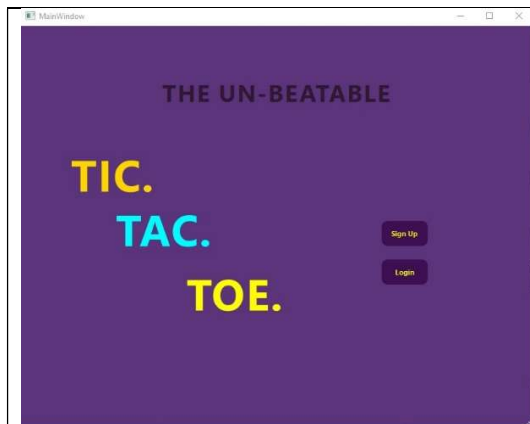 MainWindow
THE UN-BEATABLE
TIC.
TAC.
TOE.
Sign Up
Login